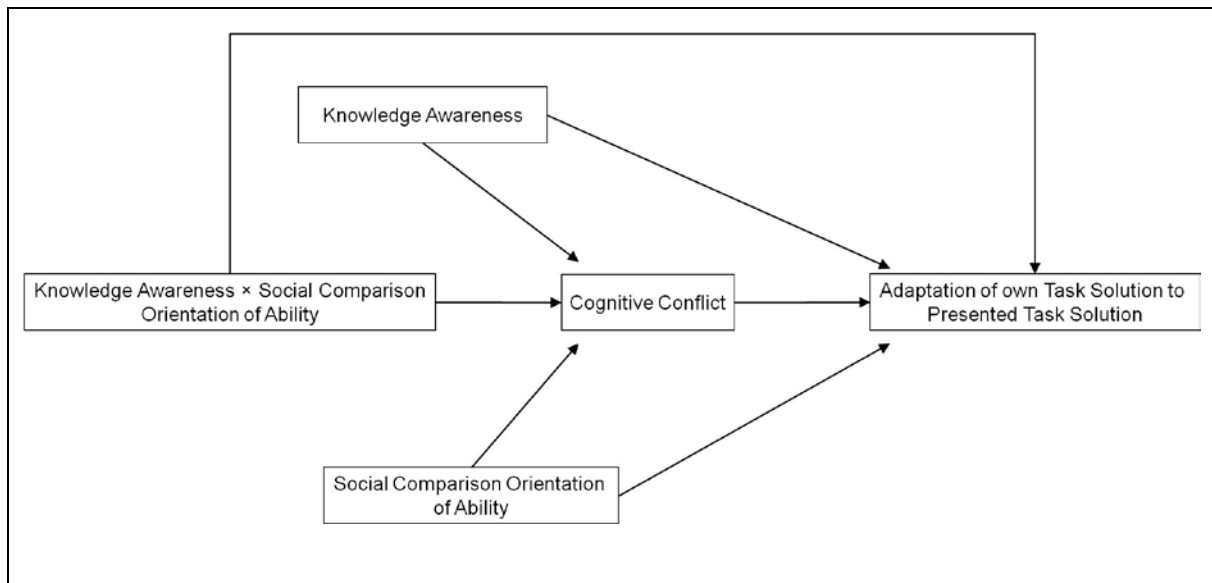 Knowledge Awareness
Knowledge Awareness × Social Comparison
Orientation of Ability
Cognitive Conflict
Adaptation of own Task Solution to
Presented Task Solution
Social Comparison Orientation
of Ability